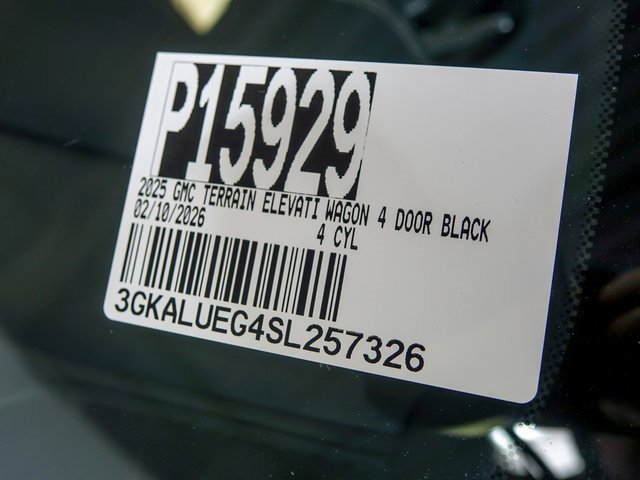 P15929
2025 GMC TERRAIN ELEVATI WAGON 4 DOOR BLACK
02/10/2026 4 CYL
3GKALUEG4SL257326